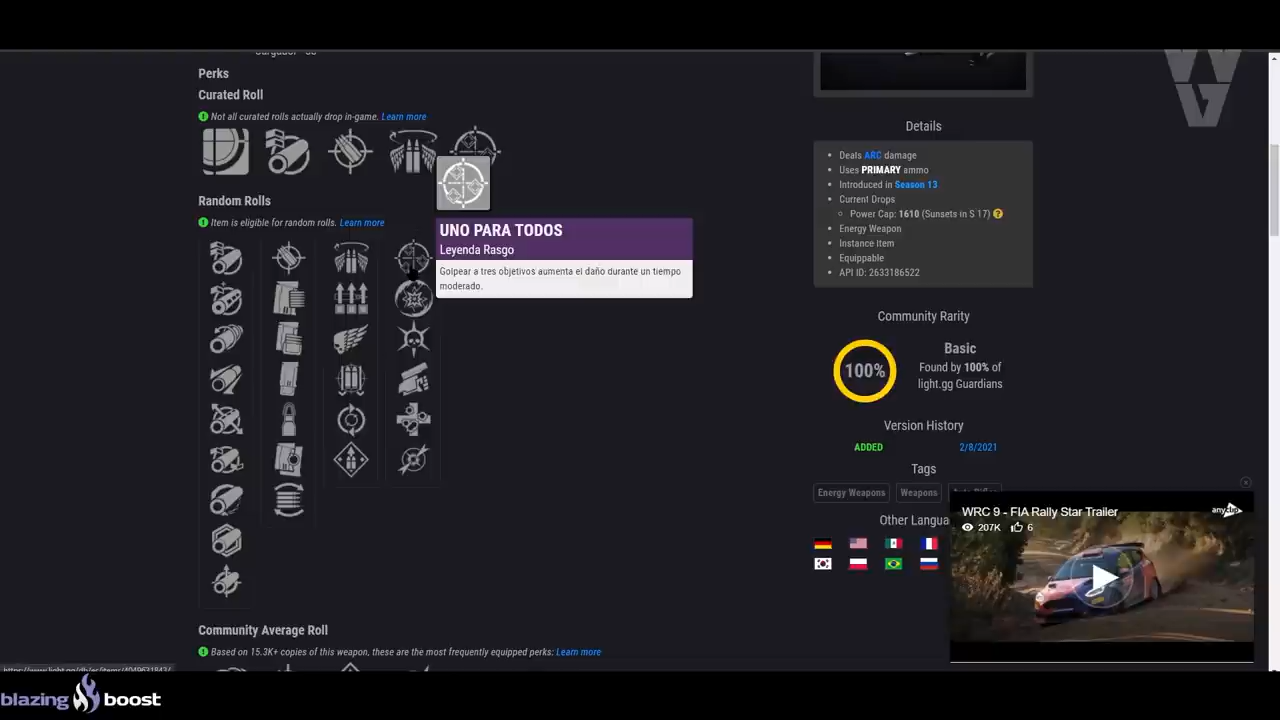 Perks
Curated Roll
Not all curated rolls actually drop in-game. Learn more
Random Rolls
Item is eligible for random rolls. Learn more
UNO PARA TODOS
Leyenda Rasgo
Golpear a tres objetivos aumenta el daño durante un tiempo
moderado.
Community Average Roll
Based on 15.3K+ copies of this weapon, these are the most frequently equipped perks: Learn more
WG
Details
Deals ARC damage
Uses PRIMARY ammo
Introduced in Season 13
Current Drops
Power Cap: 1610 (Sunsets in S 17)
Energy Weapon
Instance Item
Equippable
API ID: 2633186522
Community Rarity
100%
Basic
Found by 100% of
light.gg Guardians
Version History
ADDED 2/8/2021
Tags
Energy Weapons Weapons
Other Langua
WRC 9 - FIA Rally Star Trailer
207K 6
anyclip
blazing boost